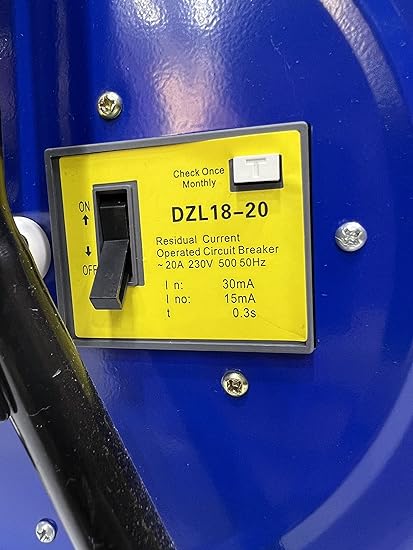 Check Once
Monthly
T
ON
↑
↓
OFF
DZL18-20
Residual Current
Operated Circuit Breaker
~20A 230V 500 50Hz
I n: 30mA
I no: 15mA
t 0.3s